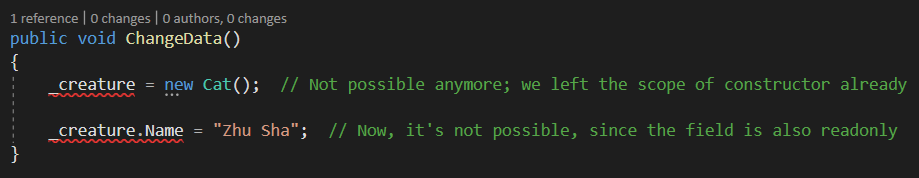 1 reference | 0 changes | 0 authors, 0 changes
public void ChangeData()
{
_creature = new Cat();  // Not possible anymore; we left the scope of constructor already
_creature.Name = "Zhu Sha";  // Now, it's not possible, since the field is also readonly
}